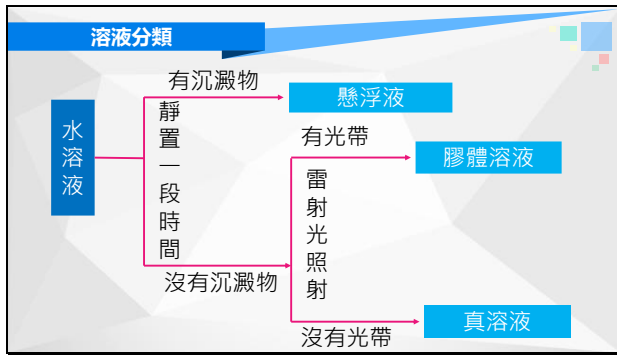 溶液分類
有沉澱物
懸浮液
水溶液
靜置一段時間
有光帶
膠體溶液
雷射光照射
沒有沉澱物
真溶液
沒有光帶